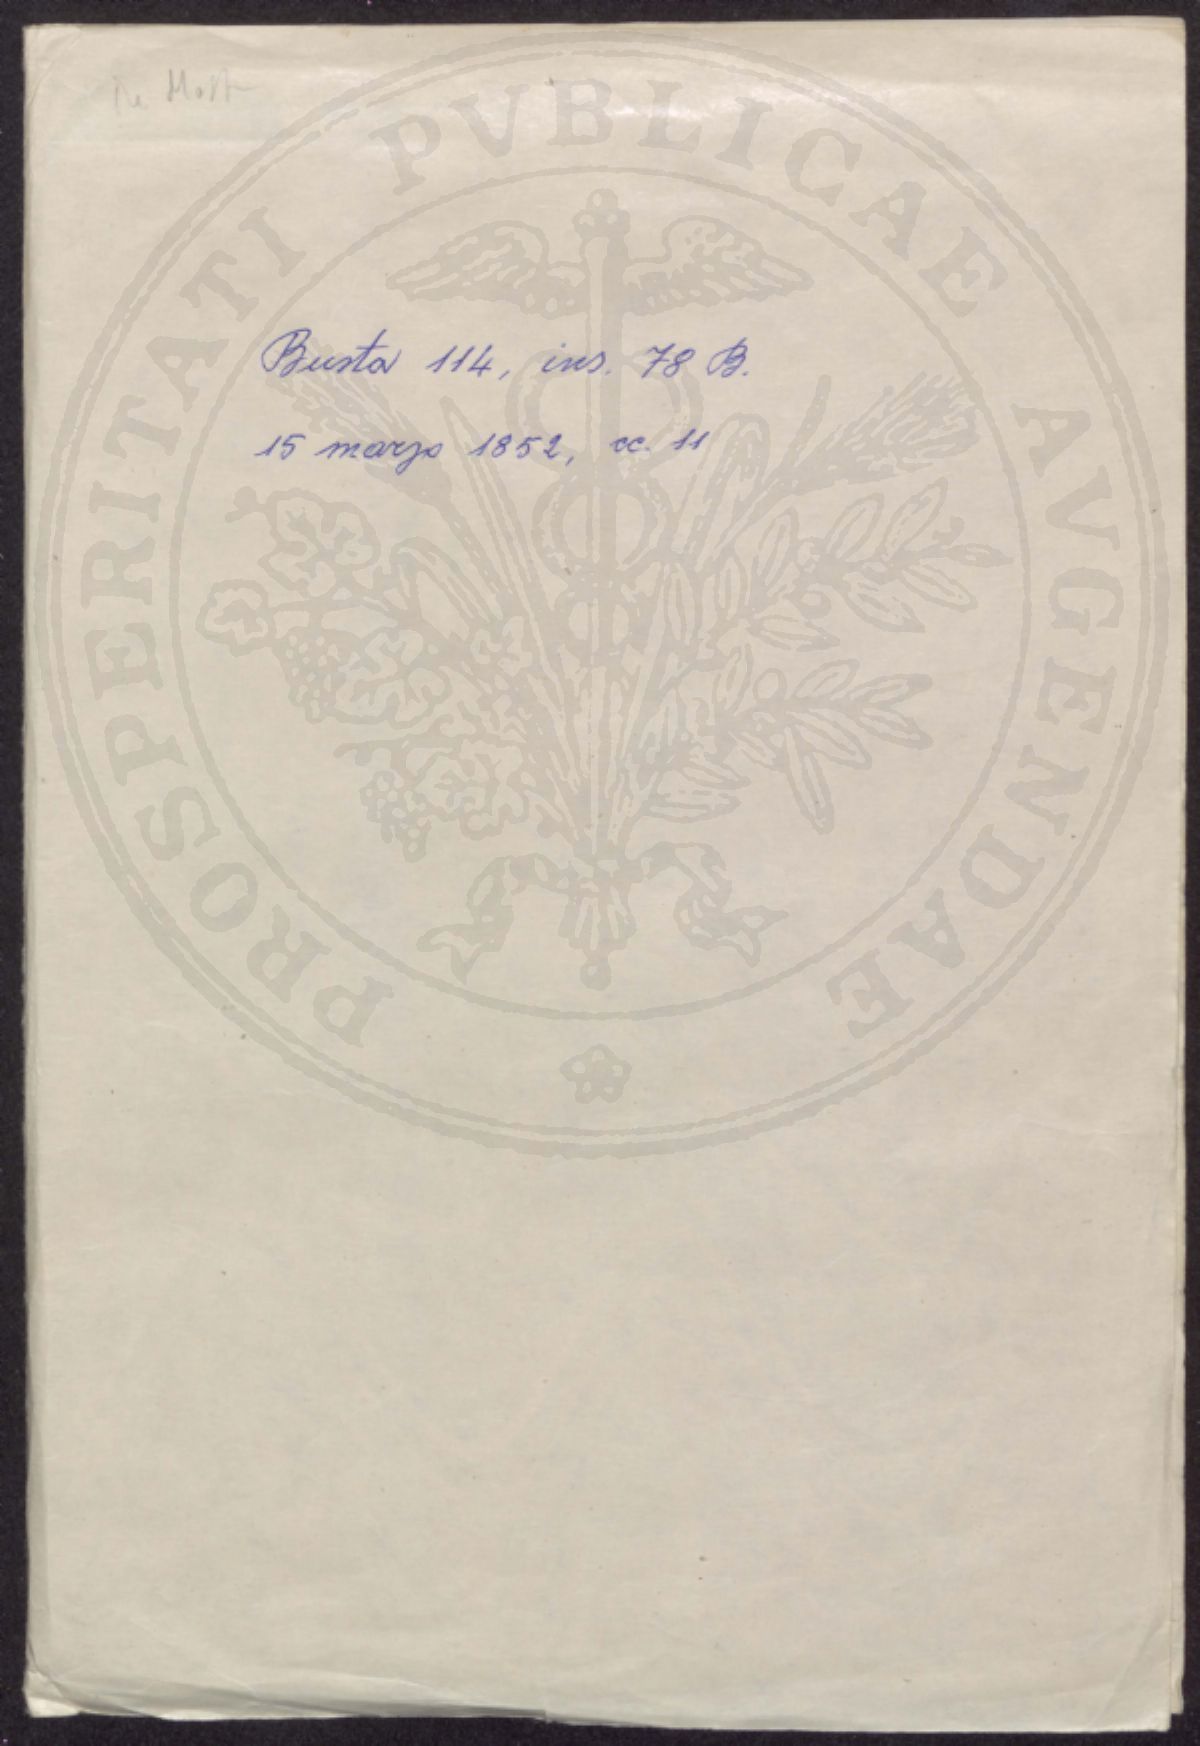 Busta 114, ins. 78 B.
15 marzo 1852, cc. 11
PROSPERITATI PVBLICAE AVGENDAE